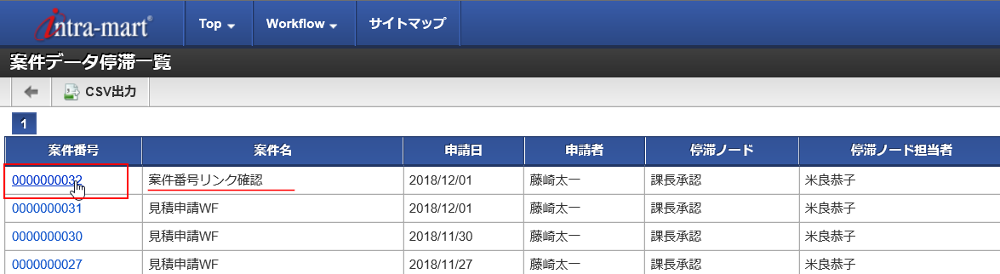 intra-mart® Top Workflow サイトマップ
案件データ停滞一覧
CSV出力
1
案件番号 案件名 申請日 申請者 停滞ノード 停滞ノード担当者
0000000032 案件番号リンク確認 2018/12/01 藤崎太一 課長承認 米良恭子
0000000031 見積申請WF 2018/12/01 藤崎太一 課長承認 米良恭子
0000000030 見積申請WF 2018/11/30 藤崎太一 課長承認 米良恭子
0000000027 見積申請WF 2018/11/27 藤崎太一 課長承認 米良恭子